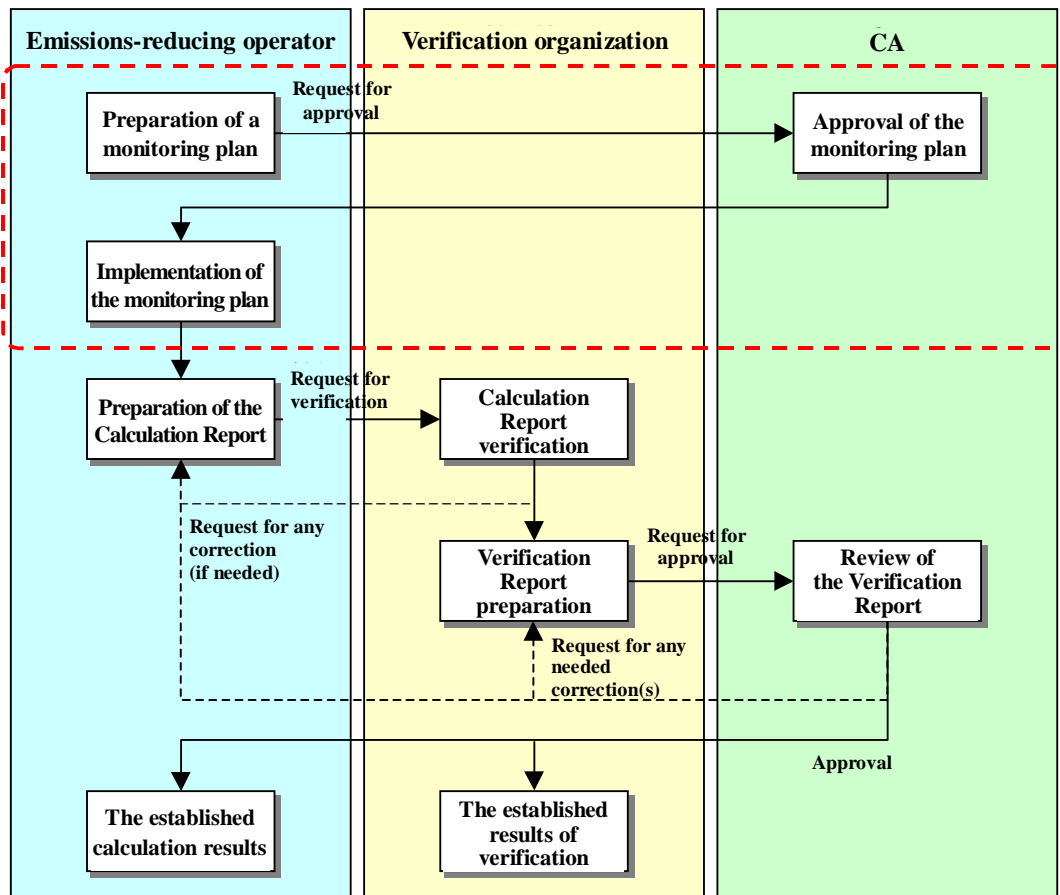 Emissions-reducing operator
Verification organization
CA
Request for
approval
Preparation of a
monitoring plan
Approval of the
monitoring plan
Implementation of
the monitoring plan
Request for
verification
Preparation of the
Calculation Report
Calculation
Report
verification
Request for any
correction
(if needed)
Verification
Report
preparation
Request for
approval
Review of
the Verification
Report
Request for any
needed
correction(s)
Approval
The established
calculation results
The established
results of
verification